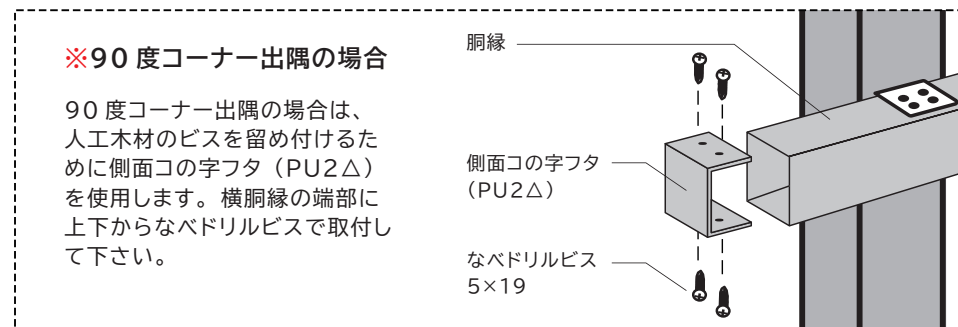 ※90 度コーナー出隅の場合
90 度コーナー出隅の場合は、
人工木材のビスを留め付けるた
めに側面コの字フタ（PU2△）
を使用します。横胴縁の端部に
上下からなべドリルビスで取付し
て下さい。
胴縁
側面コの字フタ
（PU2△）
なべドリルビス
5×19